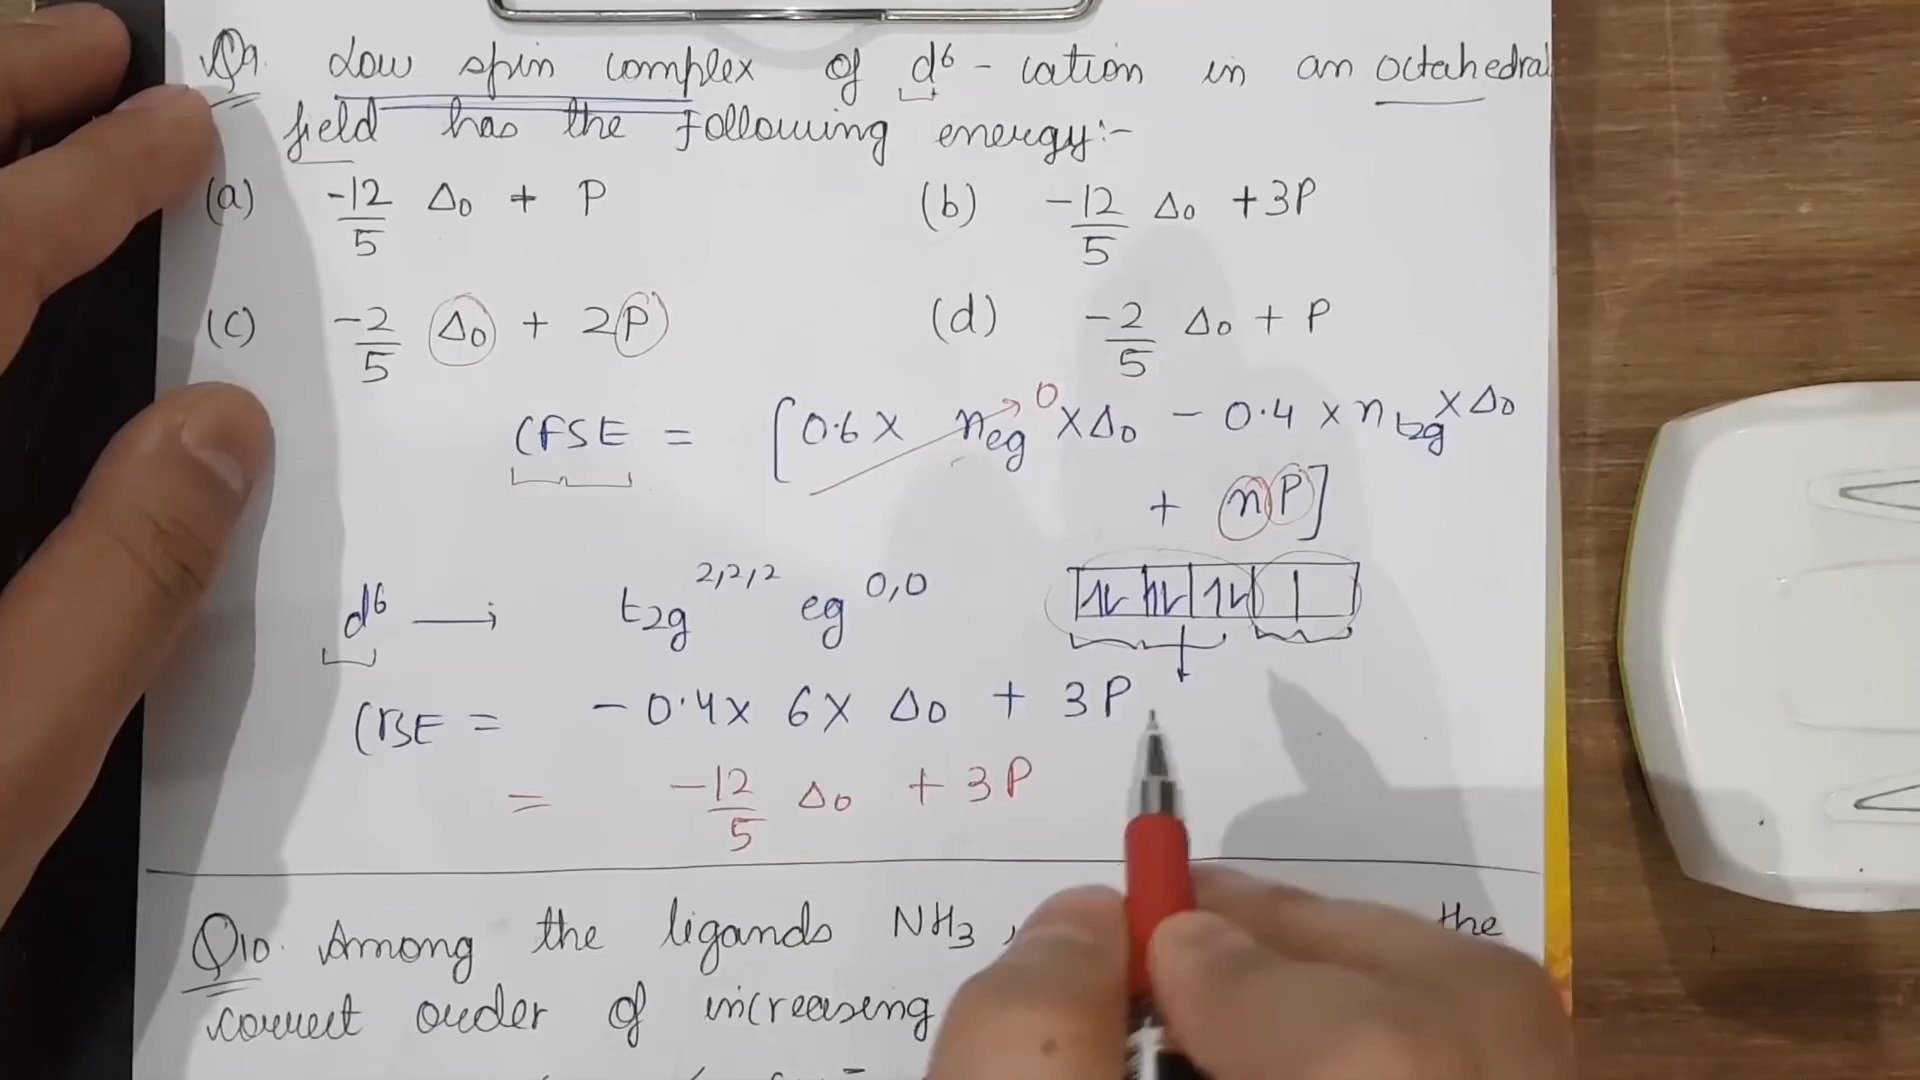 Q9. Low spin complex of d⁶ - cation in an octahedral
field has the following energy:-
(a) -12/5 Δ₀ + P (b) -12/5 Δ₀ + 3P
(c) -2/5 Δ₀ + 2P (d) -2/5 Δ₀ + P
CFSE = [0.6 X n eg → 0 X Δ₀ - 0.4 x n t₂g X Δ₀
+ nP]
d⁶ → t₂g 2,2,2 eg 0,0
CFSE = - 0.4 x 6 X Δ₀ + 3P
= -12/5 Δ₀ + 3P
Q10. Among the ligands NH₃, the
correct order of increasing